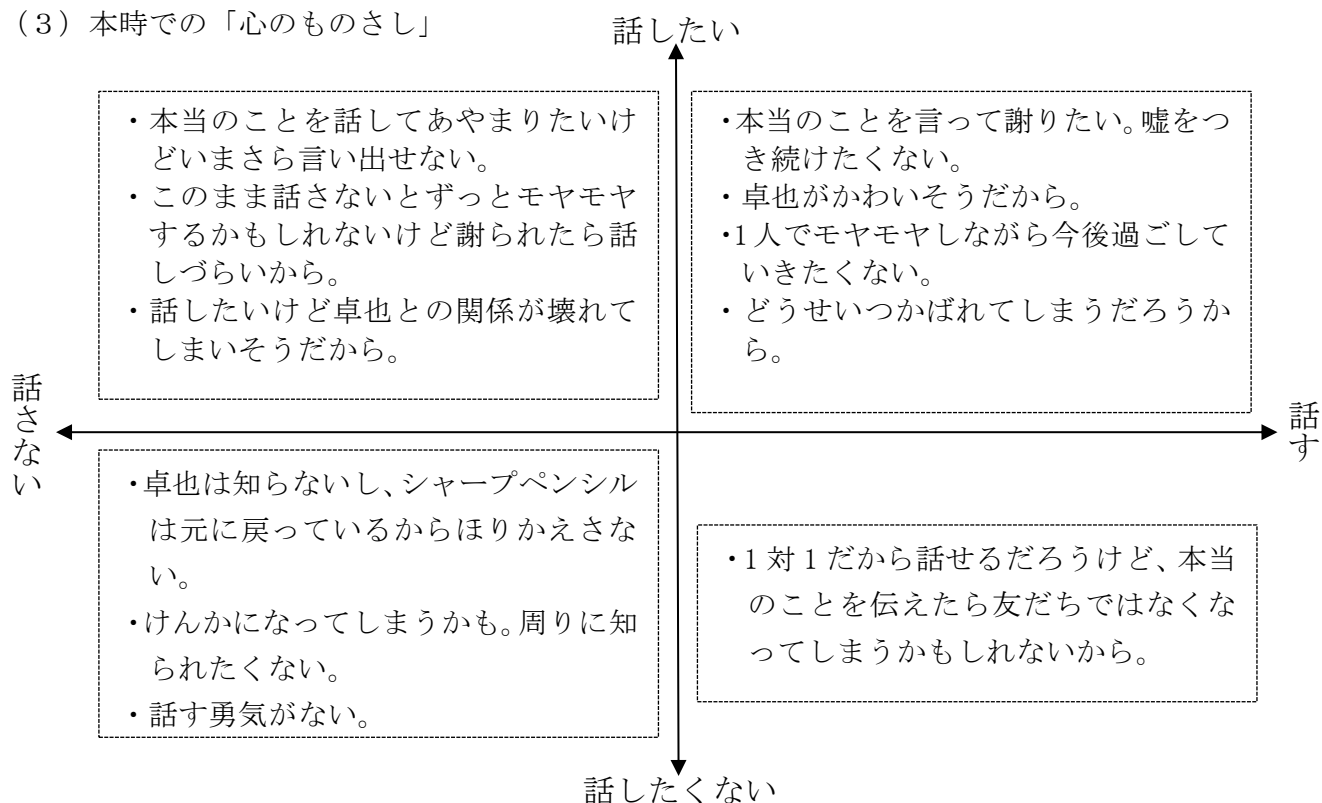 （３）本時での「心のものさし」
話したい
・本当のことを話してあやまりたいけ
どいまさら言い出せない。
・このまま話さないとずっとモヤモヤ
するかもしれないけど謝られたら話
しづらいから。
・話したいけど卓也との関係が壊れて
しまいそうだから。
・本当のことを言って謝りたい。嘘をつ
き続けたくない。
・卓也がかわいそうだから。
・1人でモヤモヤしながら今後過ごして
いきたくない。
・どうせいつかばれてしまうだろうか
ら。
話さない
話す
・卓也は知らないし、シャープペンシル
は元に戻っているからほりかえさな
い。
・けんかになってしまうかも。周りに知
られたくない。
・話す勇気がない。
・1対1だから話せるだろうけど、本当
のことを伝えたら友だちではなくな
ってしまうかもしれないから。
話したくない